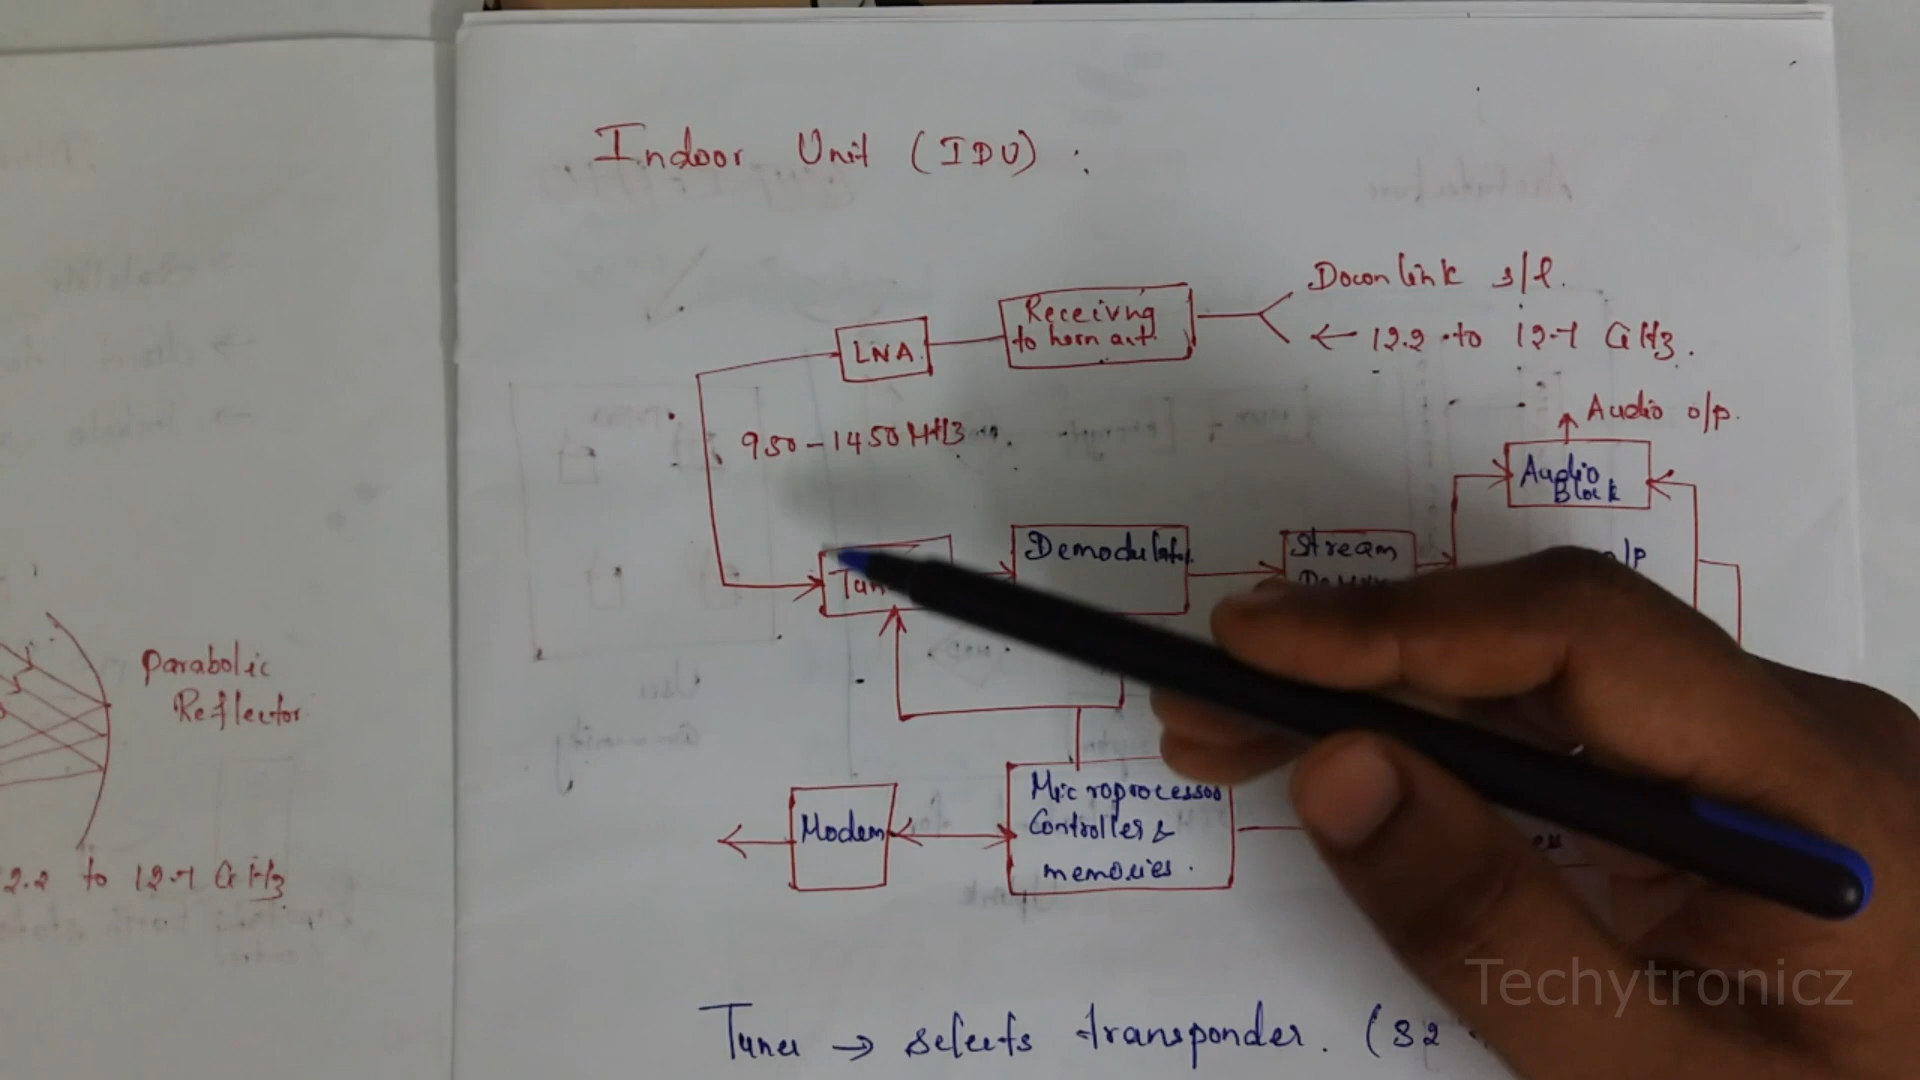 Indoor Unit (IDU) :
Downlink s/l.
← 12.2 to 12.7 GHz.
Receivng
to horn ant.
LNA.
Audio o/p.
950-1450 MHz
Audio
Block
Demodulator
Stream
o/p
Parabolic
Reflector
Microprocessor
Controller &
memories.
Modem
2.2 to 12.7 GHz
Tuner → selects transponder. (32
Techytronicz